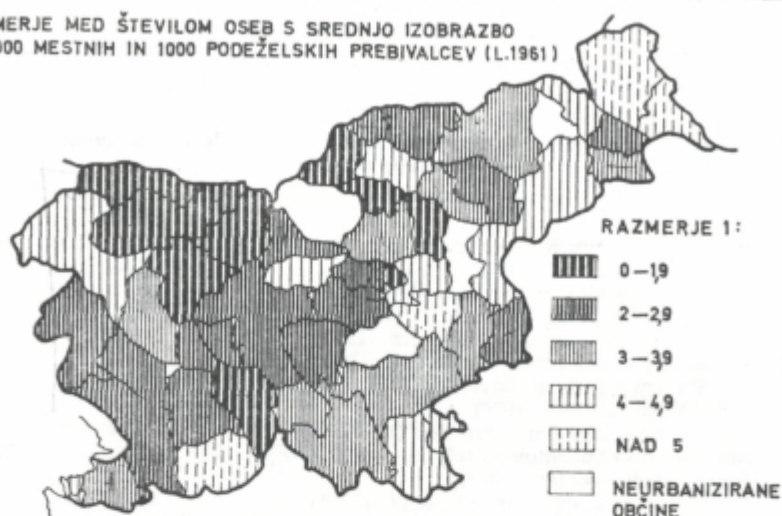 MERJE MED ŠTEVILOM OSEB S SREDNJO IZOBRAZBO
000 MESTNIH IN 1000 PODEŽELSKIH PREBIVALCEV (L.1961)
RAZMERJE 1:
0-1,9
2-2,9
3-3,9
4-4,9
NAD 5
NEURBANIZIRANE
OBČINE